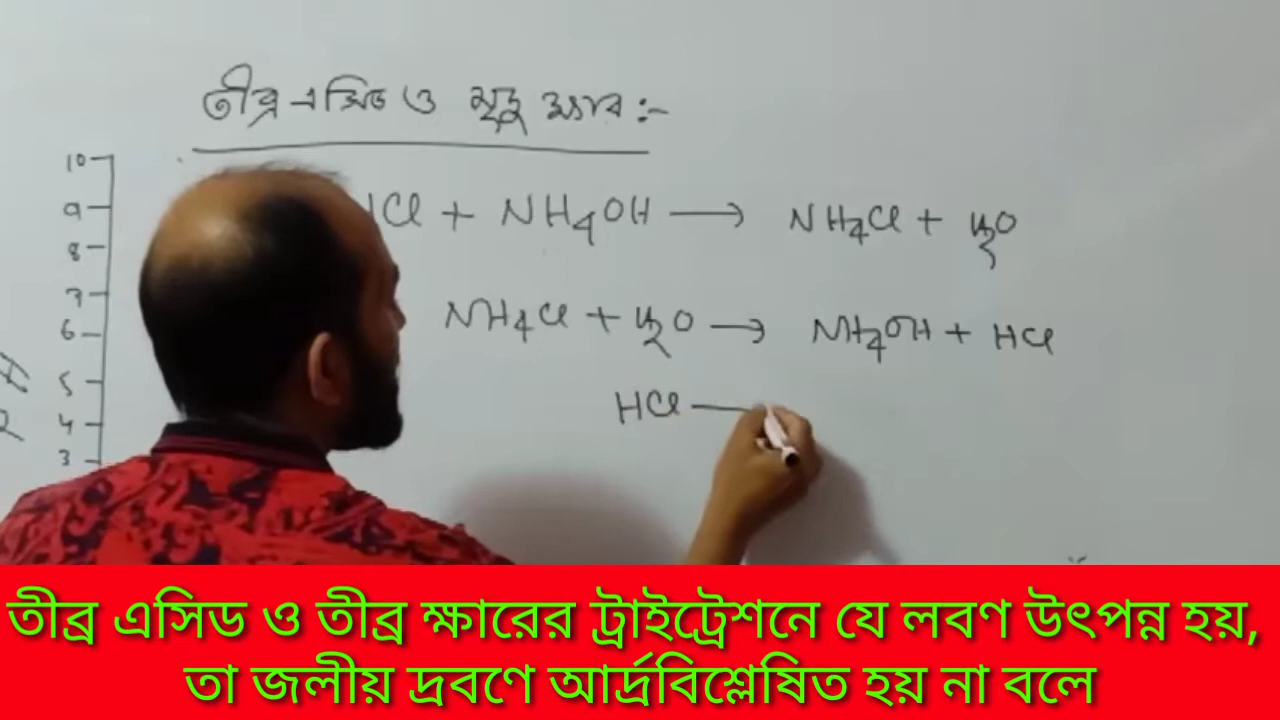 তীব্র এসিড ও মৃদু ক্ষার :-
HCl + NH4OH → NH4Cl + H2O
NH4Cl + H2O → NH4OH + HCl
HCl
10
9
8
7
6
5
4
3
pH
তীব্র এসিড ও তীব্র ক্ষারের ট্রাইট্রেশনে যে লবণ উৎপন্ন হয়,
তা জলীয় দ্রবণে আর্দ্রবিশ্লেষিত হয় না বলে